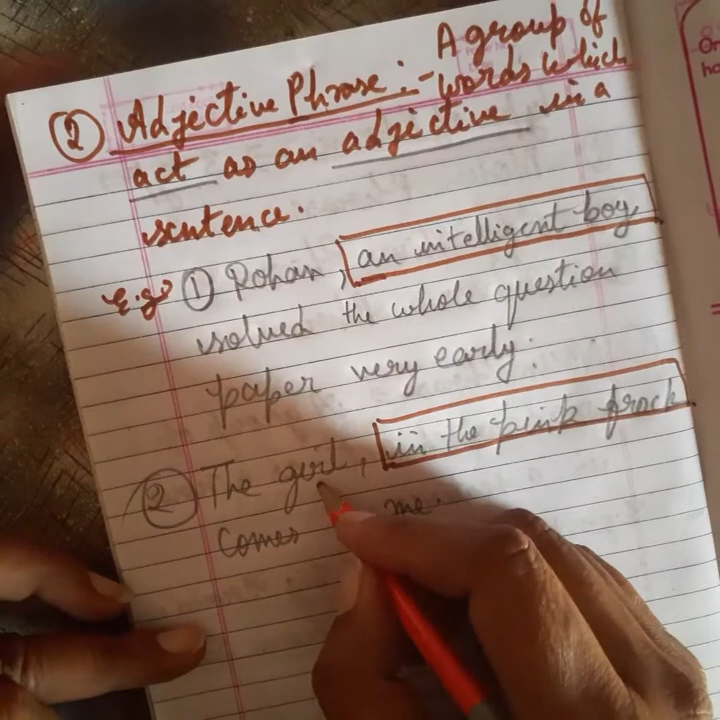 A group of
② Adjective Phrase :- words which
act as an adjective in a
sentence.
E.g ① Rohan, an intelligent boy
solved the whole question
paper very early.
② The girl, in the pink frock
comes me.